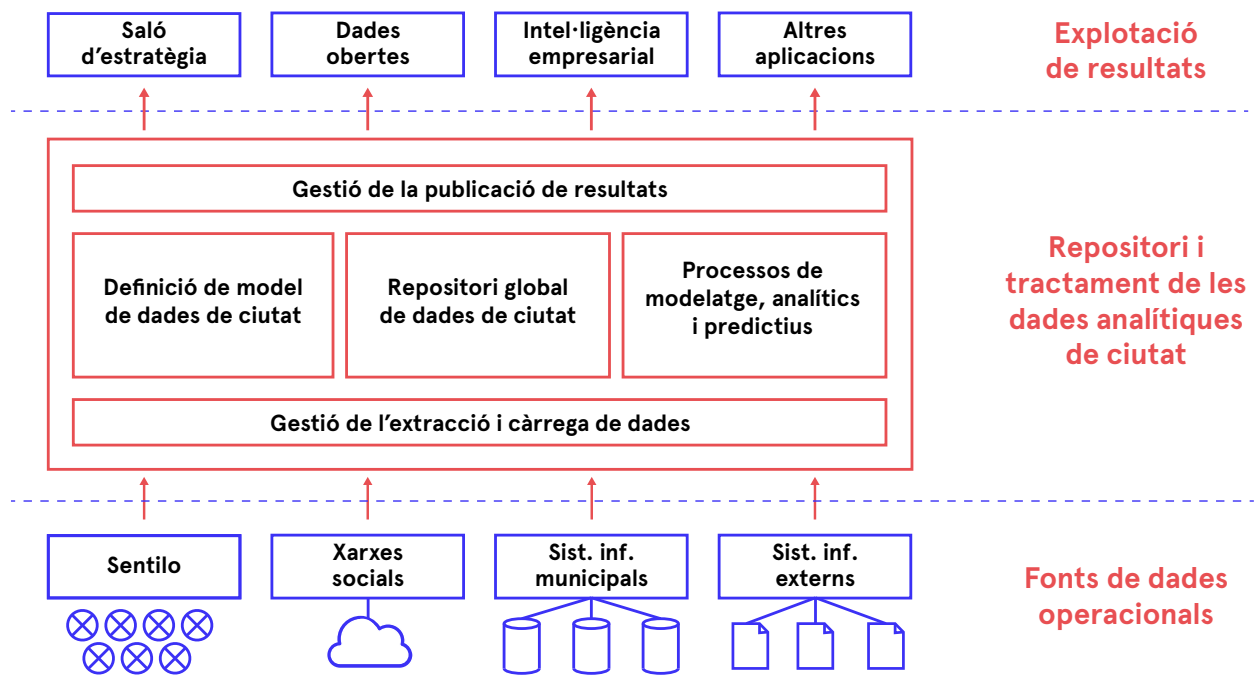 Saló
d’estratègia
Dades
obertes
Intel·ligència
empresarial
Altres
aplicacions
Explotació
de resultats
Gestió de la publicació de resultats
Definició de model
de dades de ciutat
Repositori global
de dades de ciutat
Processos de
modelatge, analítics
i predictius
Repositori i
tractament de les
dades analítiques
de ciutat
Gestió de l’extracció i càrrega de dades
Sentilo
Xarxes
socials
Sist. inf.
municipals
Sist. inf.
externs
Fonts de dades
operacionals